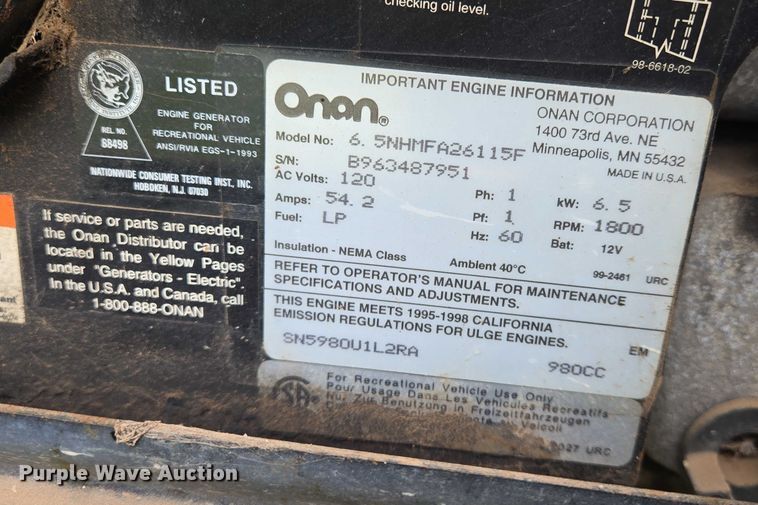 checking oil level.
98-6618-02
LISTED
ENGINE GENERATOR
FOR
RECREATIONAL VEHICLE
ANSI/RVIA EGS-1-1993
REL. NO.
68498
NATIONWIDE CONSUMER TESTING INST., INC.
HOBOKEN, N.J. 07030
If service or parts are needed,
the Onan Distributor can be
located in the Yellow Pages
under "Generators - Electric".
In the U.S.A. and Canada, call
1-800-888-ONAN
IMPORTANT ENGINE INFORMATION
Onan®
ONAN CORPORATION
1400 73rd Ave. NE
Minneapolis, MN 55432
MADE IN U.S.A.
Model No: 6.5NHMFA26115F
S/N: B963487951
AC Volts: 120 Ph: 1 kW: 6.5
Amps: 54.2 Pf: 1 RPM: 1800
Fuel: LP Hz: 60 Bat: 12V
Insulation - NEMA Class Ambient 40°C 99-2461 URC
REFER TO OPERATOR'S MANUAL FOR MAINTENANCE
SPECIFICATIONS AND ADJUSTMENTS.
THIS ENGINE MEETS 1995-1998 CALIFORNIA
EMISSION REGULATIONS FOR ULGE ENGINES. EM
SN5980U1L2RA 980CC
For Recreational Vehicle Use Only
Pour Usage Dans Les Vehicules Recreatifs
Nur Zur Benutzung in Freizeitfahrzeugen
Veicoli
2027 URC
Purple Wave Auction